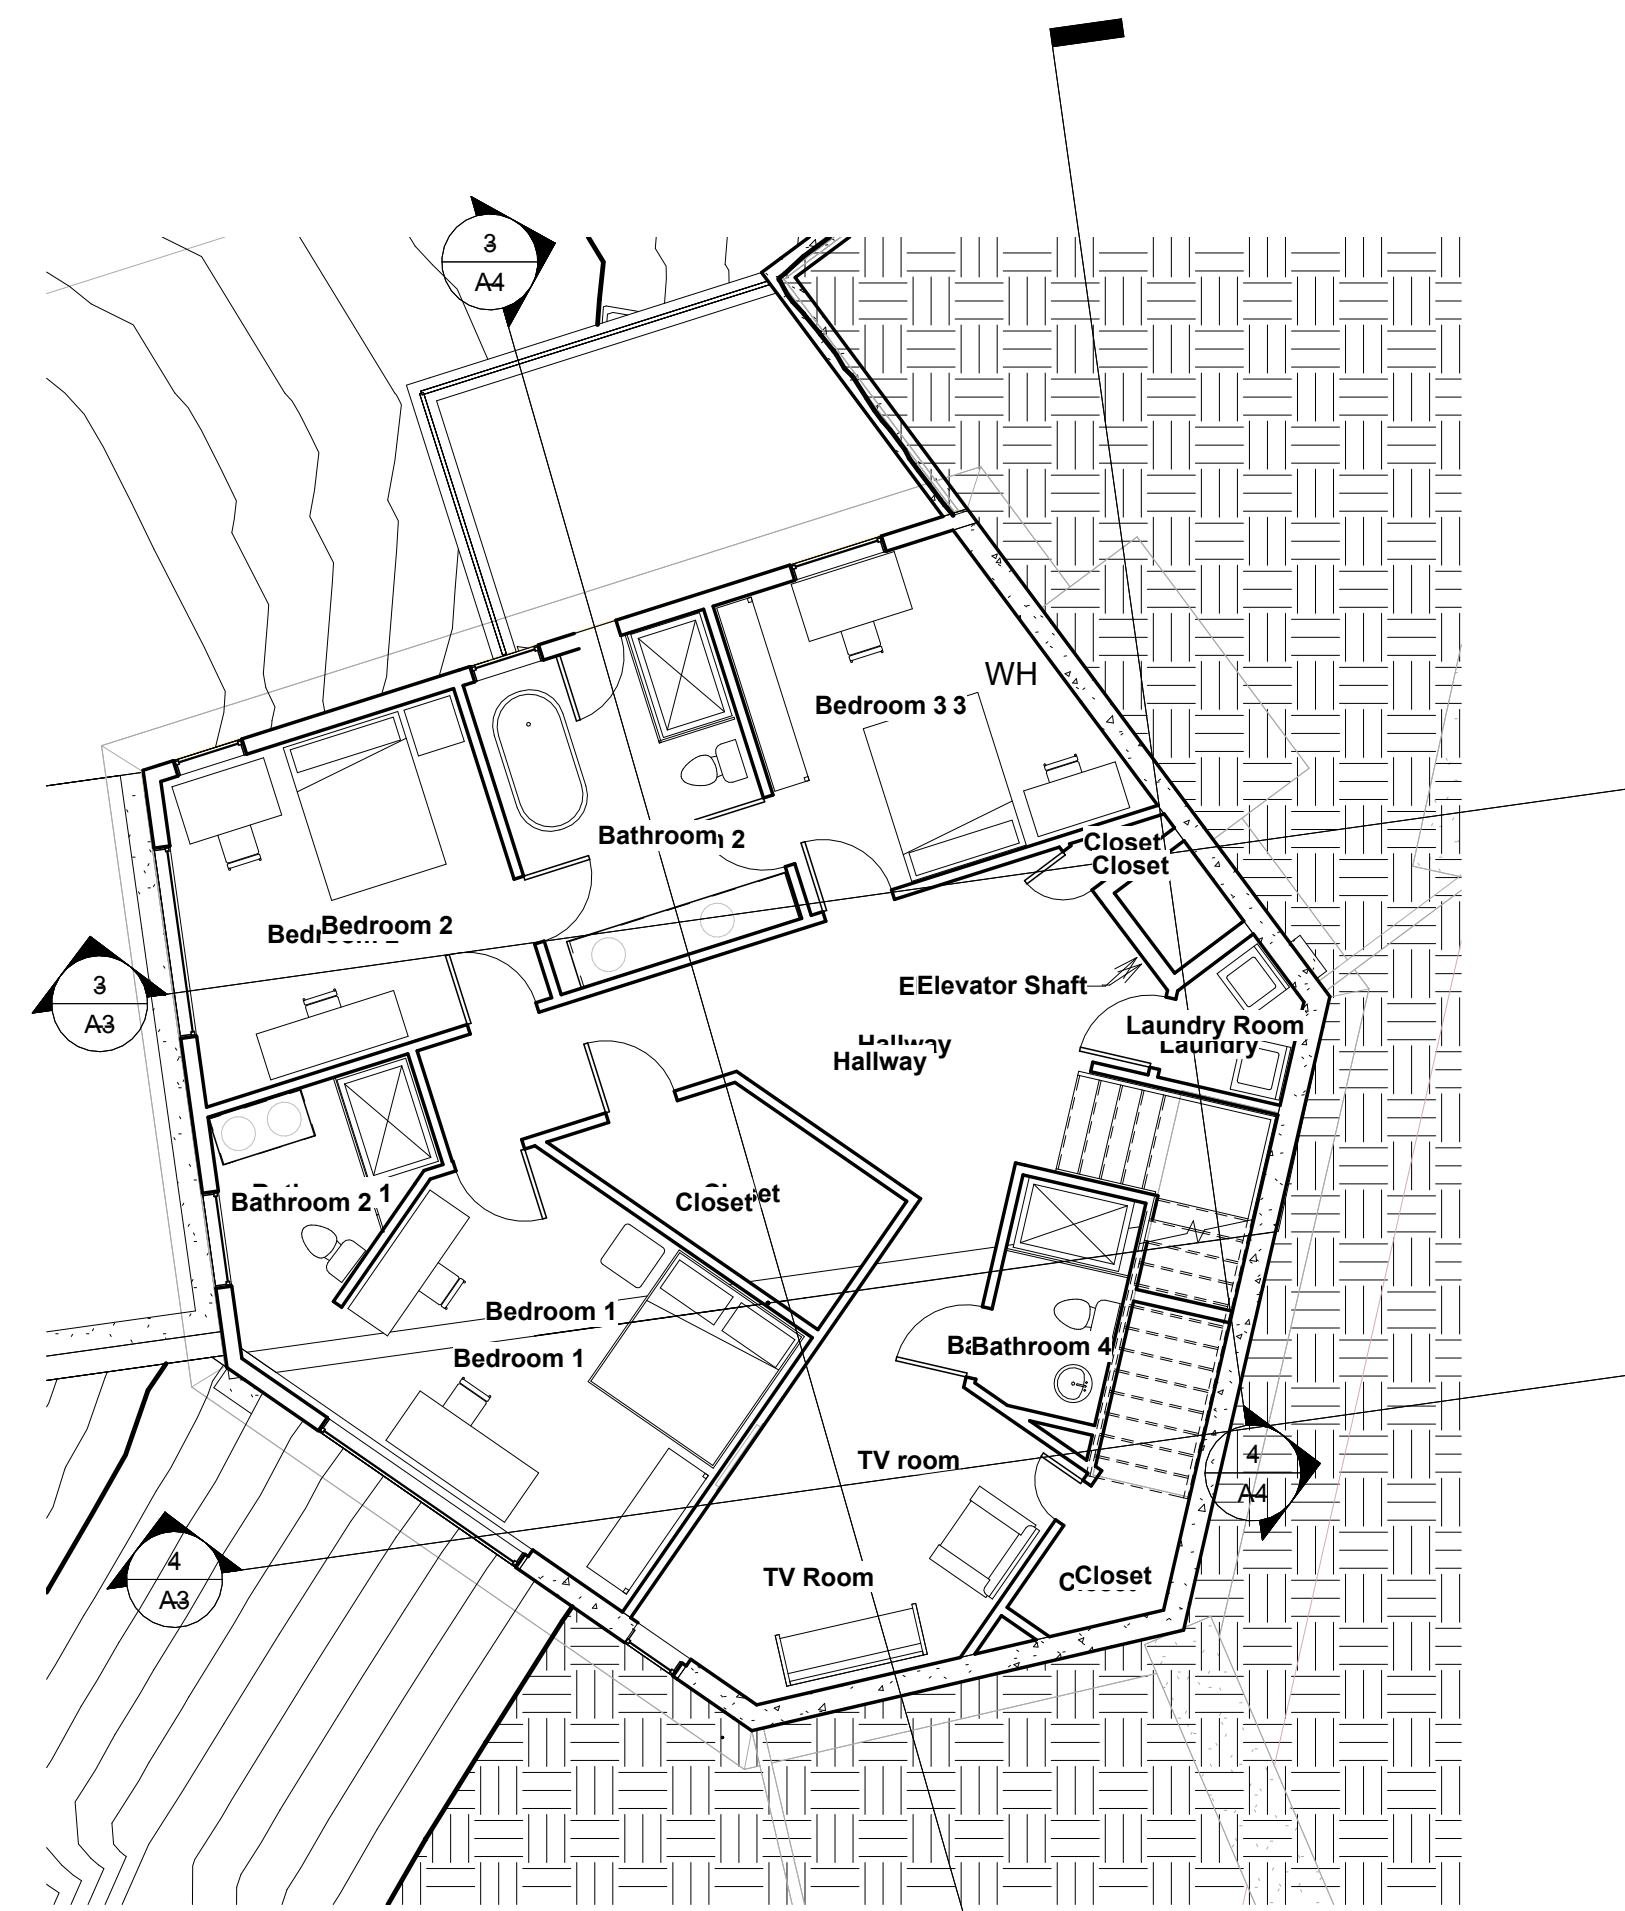 3
A4
WH
Bedroom 3 3
Bathroom 2
Closet
Closet
Bedroom 2
3
A3
Elevator Shaft
Laundry Room
Laundry
Hallway
Hallway
Bathroom 2 1
Closet
Bedroom 1
Bedroom 1
Bathroom 4
TV room
4
A4
4
A3
TV Room
Closet